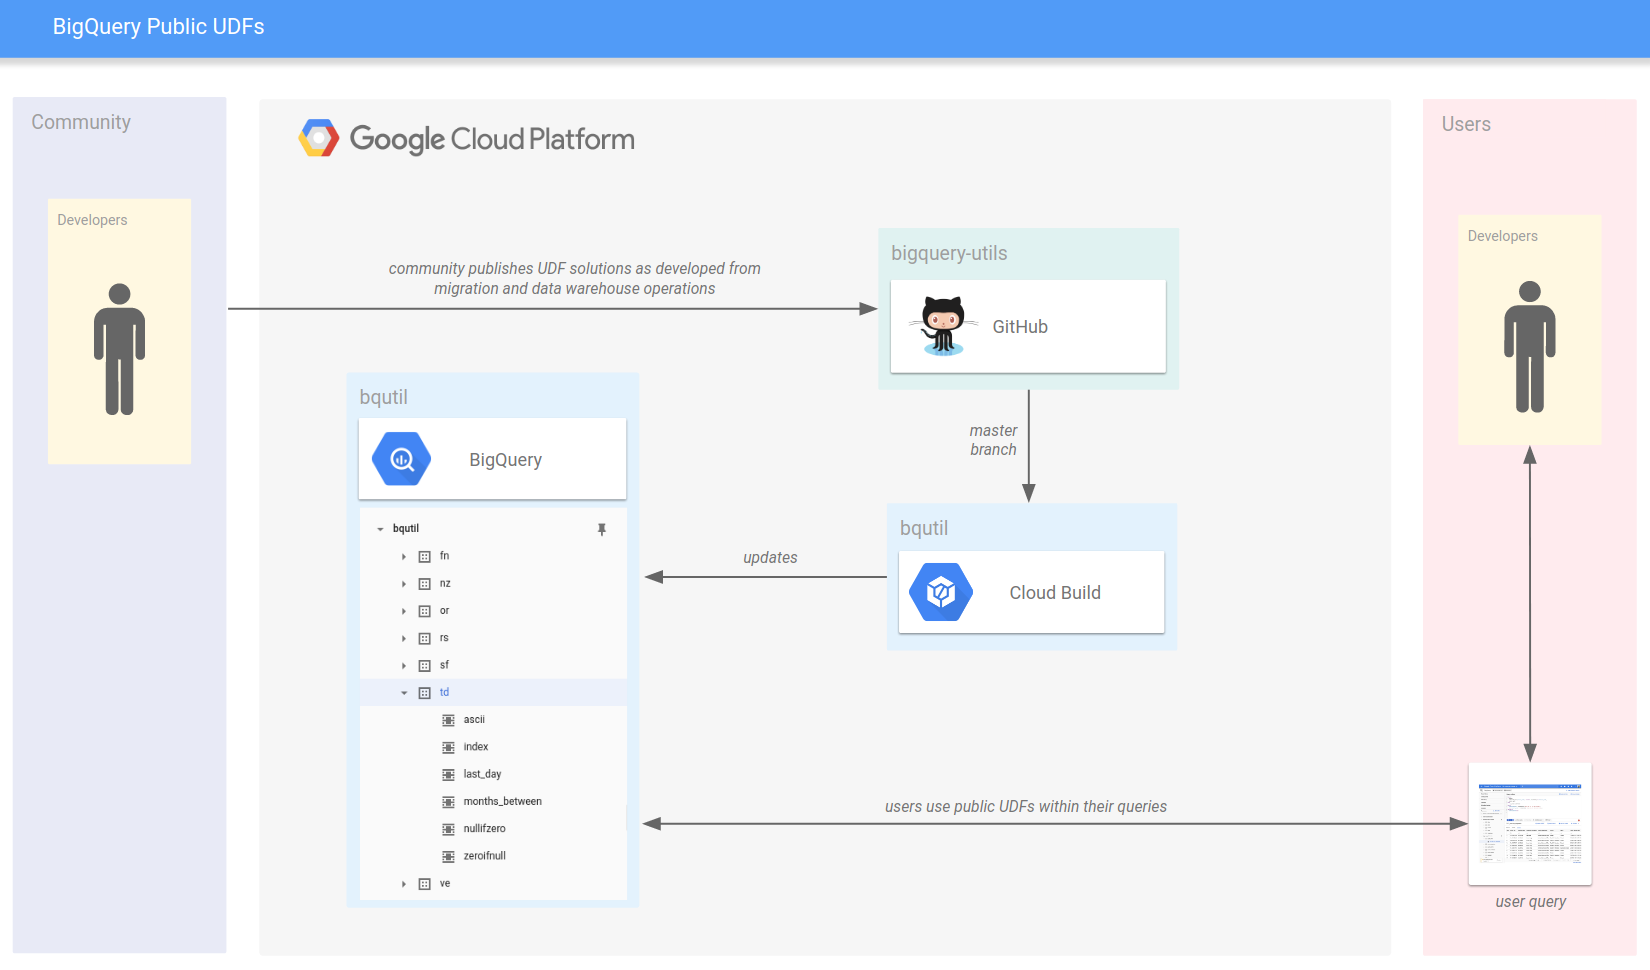 BigQuery Public UDFs
Community
Developers
Google Cloud Platform
community publishes UDF solutions as developed from
migration and data warehouse operations
bigquery-utils
GitHub
master
branch
bqutil
Cloud Build
updates
bqutil
BigQuery
bqutil
fn
nz
or
rs
sf
td
ascii
index
last_day
months_between
nullifzero
zeroifnull
ve
users use public UDFs within their queries
Users
Developers
user query